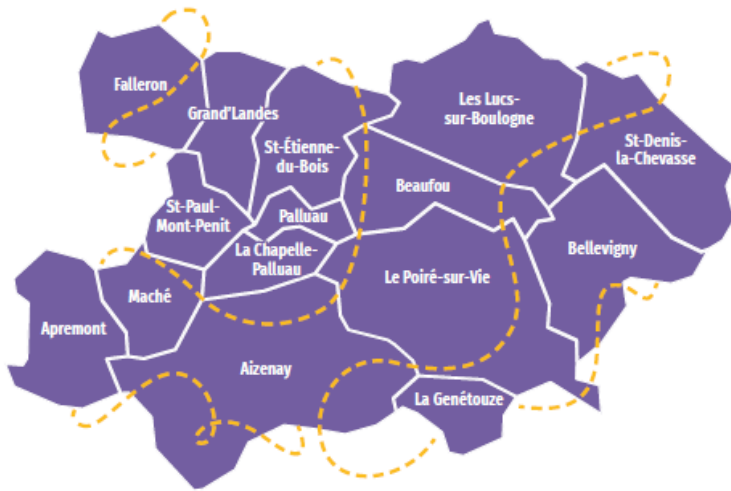 Falleron
Grand'Landes
Les Lucs-
sur-Boulogne
St-Denis-
la-Chevasse
St-Étienne-
du-Bois
Beaufou
St-Paul-
Mont-Penit
Palluau
La Chapelle-
Palluau
Bellevigny
Le Poiré-sur-Vie
Maché
Apremont
Aizenay
La Genétouze